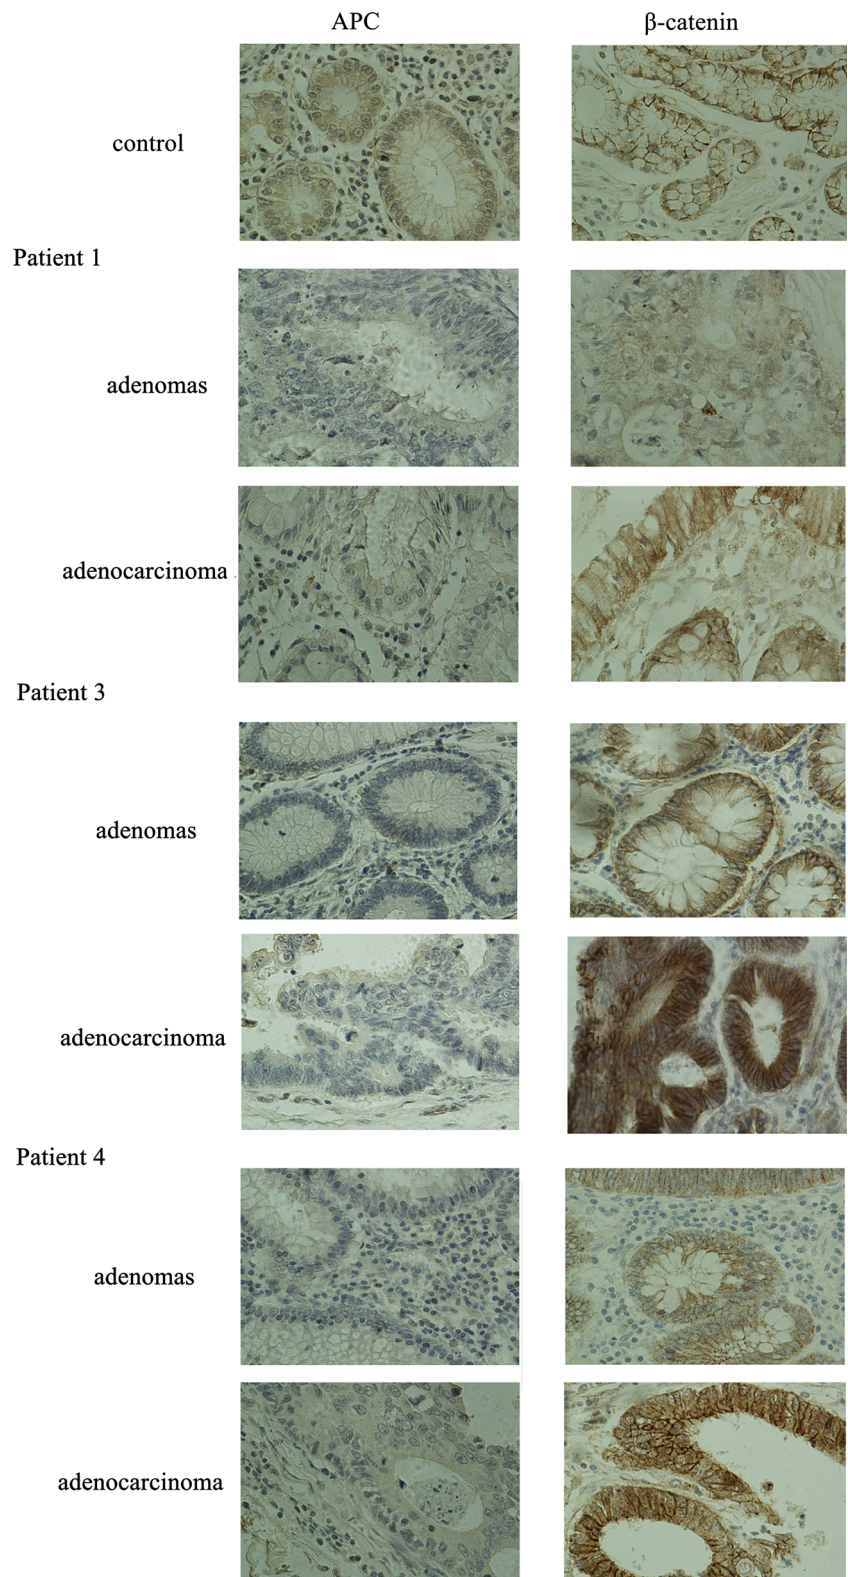 APC β-catenin
control
Patient 1
adenomas
adenocarcinoma
Patient 3
adenomas
adenocarcinoma
Patient 4
adenomas
adenocarcinoma